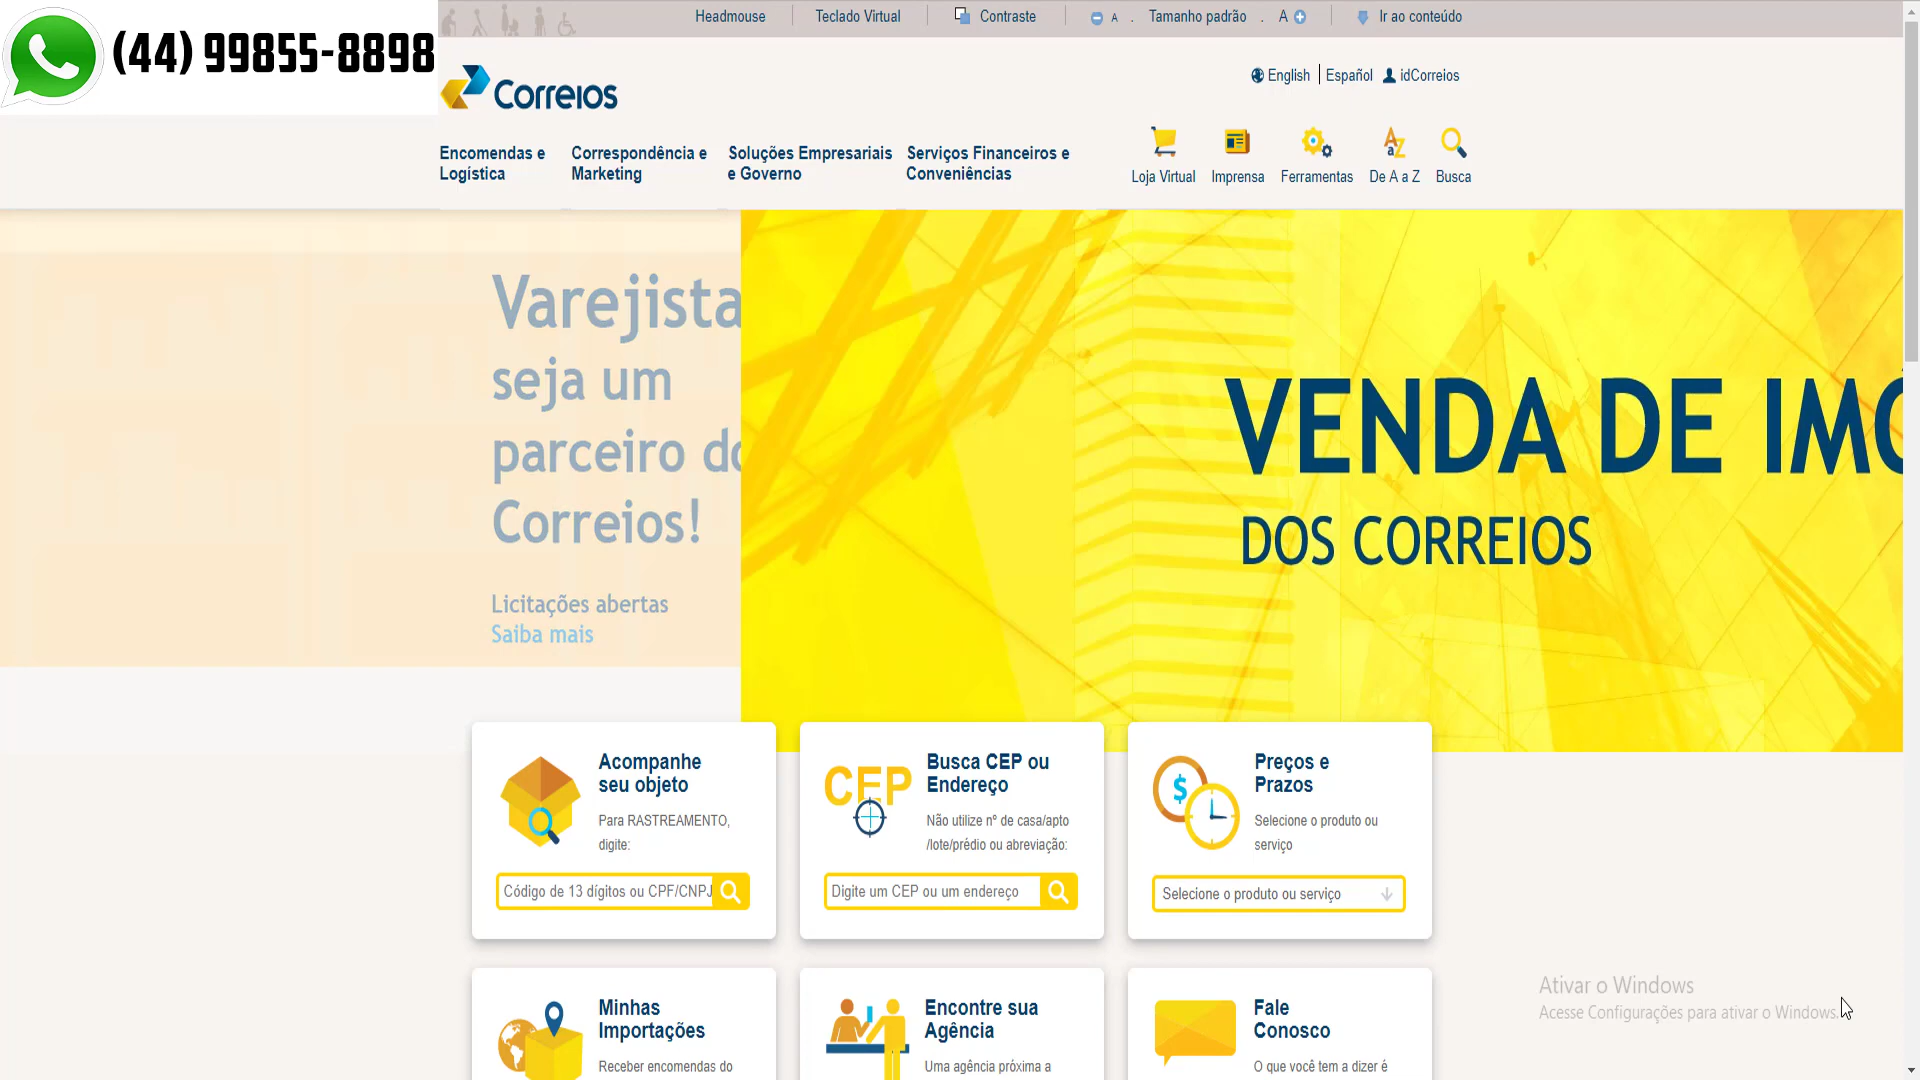 (44) 99855-8898
Headmouse
Teclado Virtual
Contraste
A . Tamanho padrão . A
Ir ao conteúdo
Correios
English
Español
idCorreios
Encomendas e
Logística
Correspondência e
Marketing
Soluções Empresariais
e Governo
Serviços Financeiros e
Conveniências
Loja Virtual
Imprensa
Ferramentas
De A a Z
Busca
Varejista
seja um
parceiro do
Correios!
Licitações abertas
Saiba mais
VENDA DE IMÓ
DOS CORREIOS
Acompanhe
seu objeto
Para RASTREAMENTO,
digite:
Código de 13 dígitos ou CPF/CNPJ
CEP
Busca CEP ou
Endereço
Não utilize nº de casa/apto
/lote/prédio ou abreviação:
Digite um CEP ou um endereço
$
Preços e
Prazos
Selecione o produto ou
serviço
Selecione o produto ou serviço
Minhas
Importações
Receber encomendas do
Encontre sua
Agência
Uma agência próxima a
Fale
Conosco
O que você tem a dizer é
Ativar o Windows
Acesse Configurações para ativar o Windows.